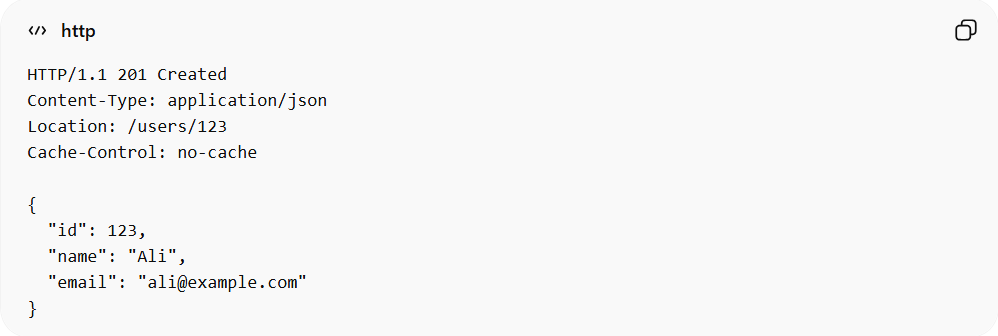 http
HTTP/1.1 201 Created
Content-Type: application/json
Location: /users/123
Cache-Control: no-cache

{
  "id": 123,
  "name": "Ali",
  "email": "ali@example.com"
}